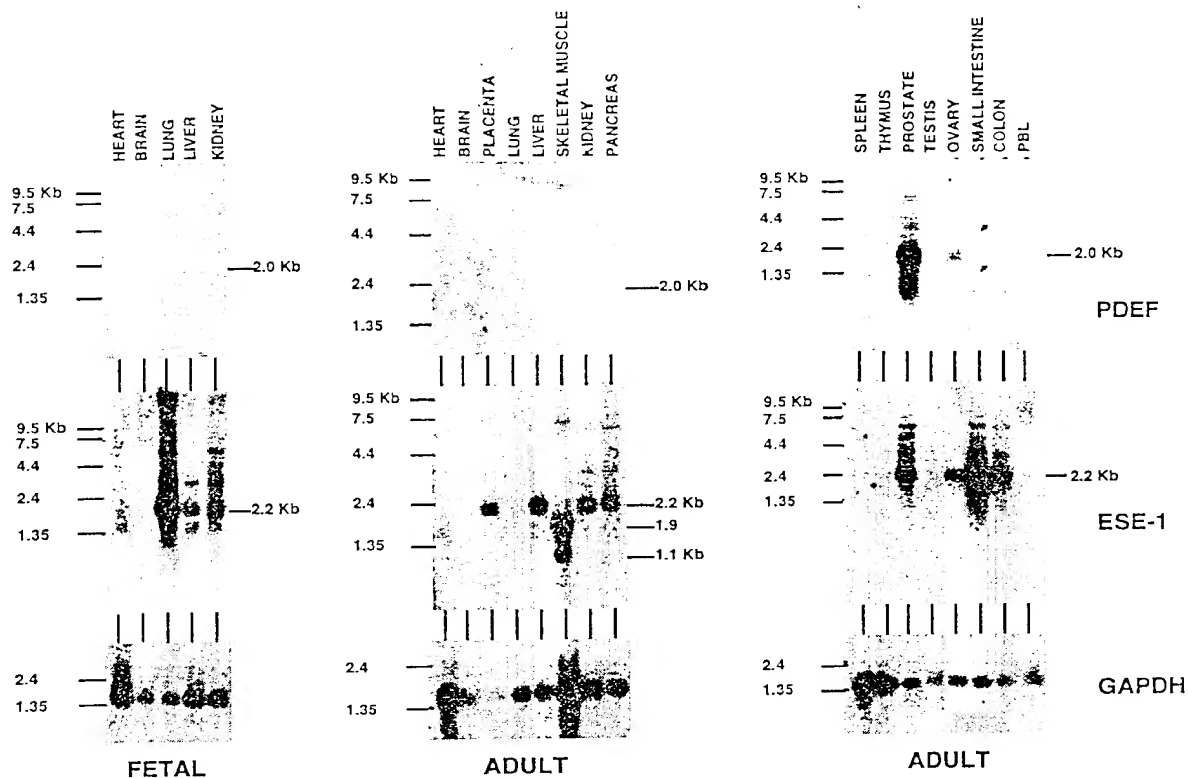 HEART
BRAIN
LUNG
LIVER
KIDNEY
HEART
BRAIN
PLACENTA
LUNG
LIVER
SKELETAL MUSCLE
KIDNEY
PANCREAS
SPLEEN
THYMUS
PROSTATE
TESTIS
OVARY
SMALL INTESTINE
COLON
PBL
9.5 Kb
7.5
4.4
2.4
1.35
2.0 Kb
9.5 Kb
7.5
4.4
2.4
1.35
2.0 Kb
9.5 Kb
7.5
4.4
2.4
1.35
2.0 Kb
PDEF
9.5 Kb
7.5
4.4
2.4
1.35
2.2 Kb
9.5 Kb
7.5
4.4
2.4
1.35
2.2 Kb
1.9
1.1 Kb
9.5 Kb
7.5
4.4
2.4
1.35
2.2 Kb
ESE-1
2.4
1.35
2.4
1.35
2.4
1.35
GAPDH
FETAL
ADULT
ADULT